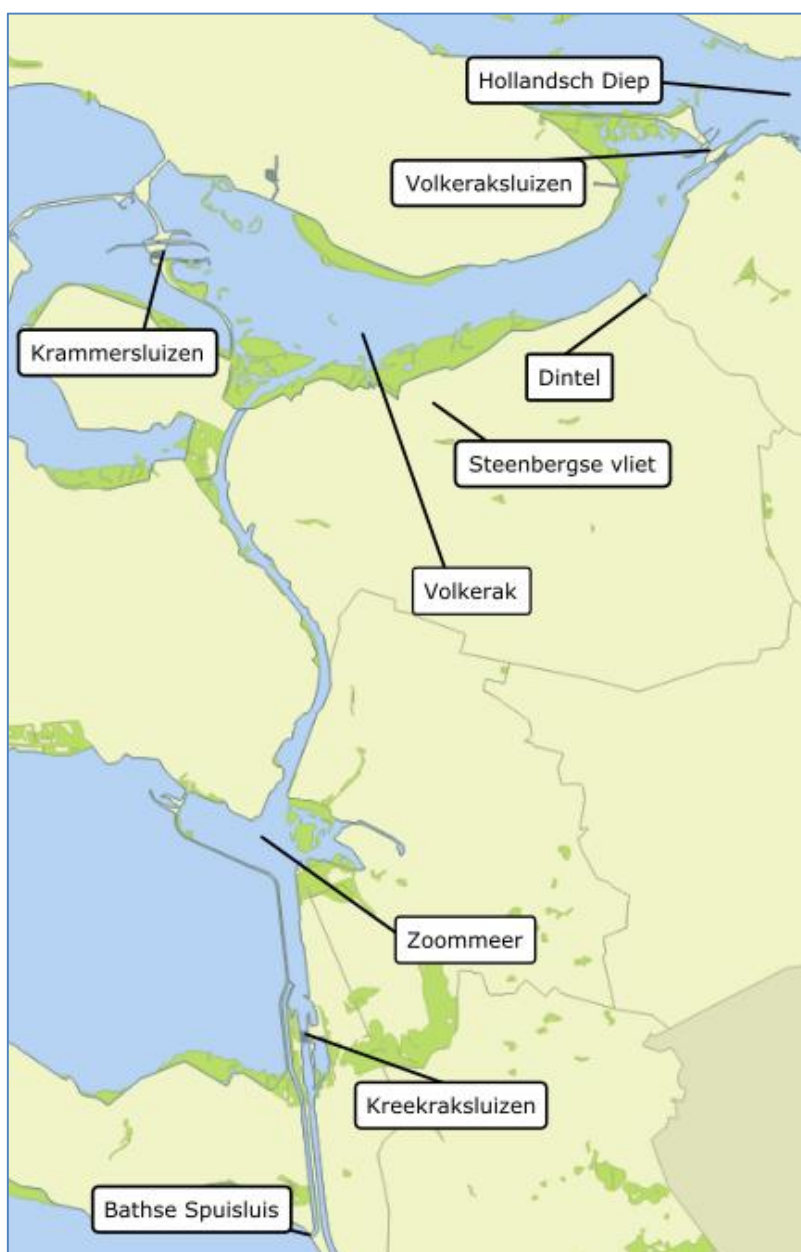 Hollandsch Diep
Volkeraksluizen
Krammersluizen
Dintel
Steenbergse vliet
Volkerak
Zoommeer
Kreekraksluizen
Bathse Spuisluis